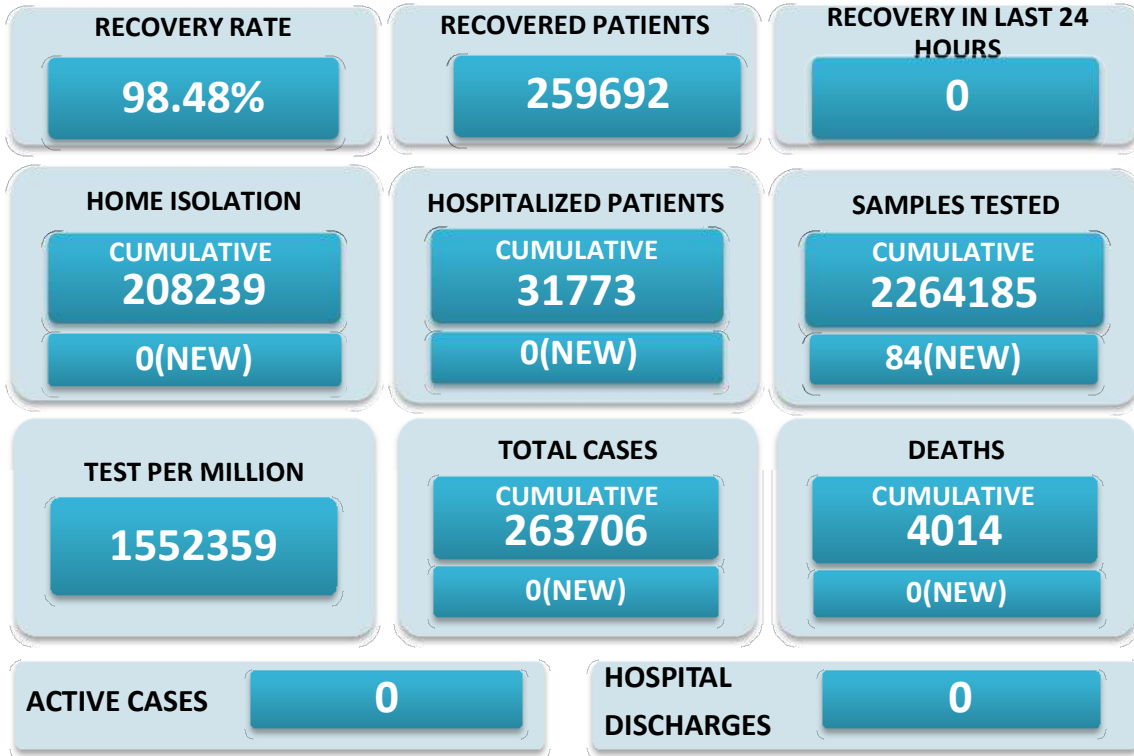 RECOVERY RATE
98.48%
RECOVERED PATIENTS
259692
RECOVERY IN LAST 24
HOURS
0
HOME ISOLATION
CUMULATIVE
208239
0(NEW)
HOSPITALIZED PATIENTS
CUMULATIVE
31773
0(NEW)
SAMPLES TESTED
CUMULATIVE
2264185
84(NEW)
TEST PER MILLION
1552359
TOTAL CASES
CUMULATIVE
263706
0(NEW)
DEATHS
CUMULATIVE
4014
0(NEW)
ACTIVE CASES
0
HOSPITAL
DISCHARGES
0